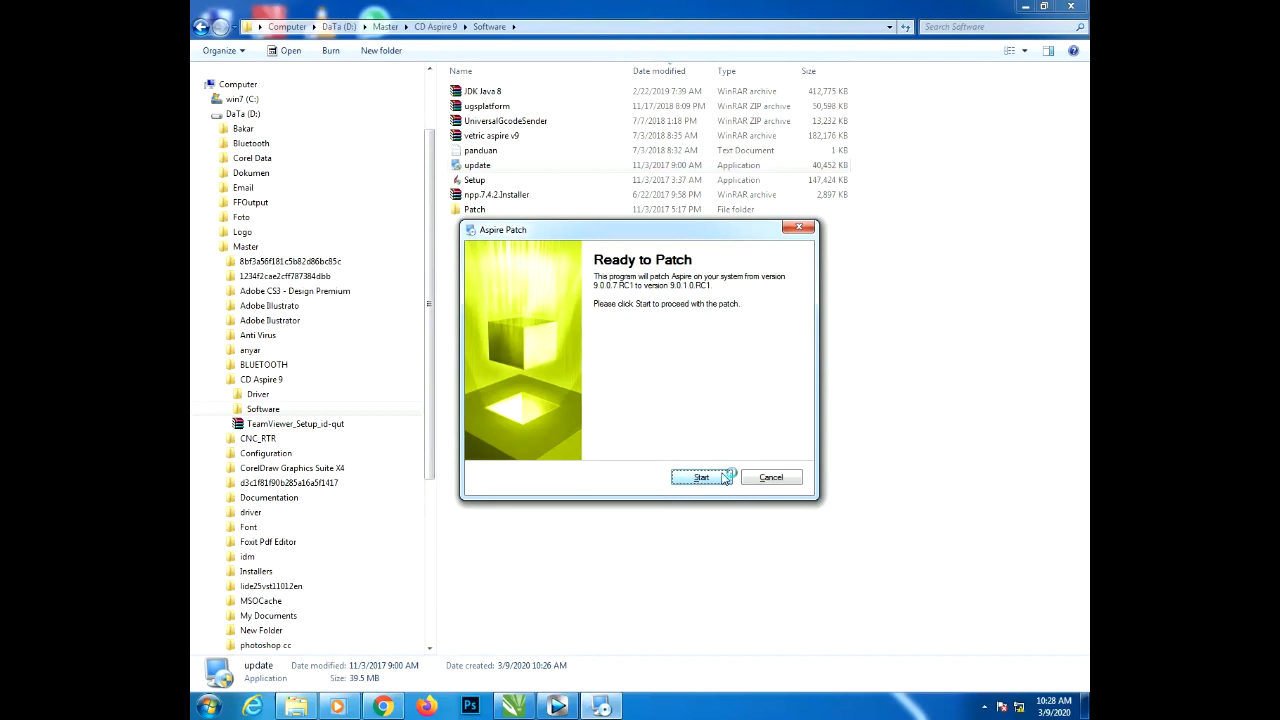 Computer
DaTa (D:)
Master
CD Aspire 9
Software
Search Software
Organize
Open
Burn
New folder
Computer
win7 (C:)
DaTa (D:)
Bakar
Bluetooth
Corel Data
Dokumen
Email
FFOutput
Foto
Logo
Master
8bf3a56f181c5b82d86bc85c
1234f2cae2cff387384dbb
Adobe CS3 - Design Premium
Adobe Illustrato
Adobe Ilustrator
Anti Virus
anyar
BLUETOOTH
CD Aspire 9
Driver
Software
TeamViewer_Setup_id-qut
CNC_RTR
Configuration
CorelDraw Graphics Suite X4
d3c1f81f90b285a16a5f1417
Documentation
driver
Font
Foxit Pdf Editor
idm
Installers
lide25vst11012en
MSOCache
My Documents
New Folder
photoshop cc
Name Date modified Type Size
JDK Java 8 2/22/2019 7:39 AM WinRAR archive 412,775 KB
ugsplatform 11/17/2018 8:09 PM WinRAR ZIP archive 50,598 KB
UniversalGcodeSender 7/7/2018 1:18 PM WinRAR ZIP archive 13,232 KB
vetric aspire v9 7/3/2018 8:35 AM WinRAR archive 182,176 KB
panduan 7/3/2018 8:32 AM Text Document 1 KB
update 11/3/2017 9:00 AM Application 40,452 KB
Setup 11/3/2017 3:37 AM Application 147,424 KB
npp.7.4.2.Installer 6/22/2017 9:58 PM WinRAR archive 2,897 KB
Patch 11/3/2017 5:17 PM File folder
Aspire Patch
Ready to Patch
This program will patch Aspire on your system from version
9.0.0.7.RC1 to version 9.0.1.0.RC1.
Please click Start to proceed with the patch.
Start
Cancel
update Date modified: 11/3/2017 9:00 AM Date created: 3/9/2020 10:26 AM
Application Size: 39.5 MB
Ps
10:28 AM
3/9/2020